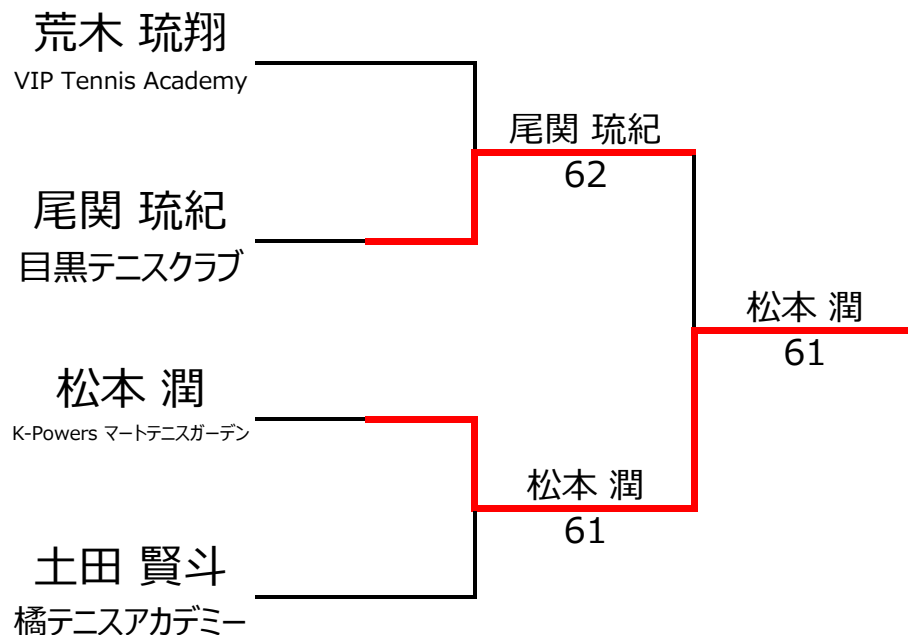 荒木 琉翔
VIP Tennis Academy
尾関 琉紀
62
尾関 琉紀
目黒テニスクラブ
松本 潤
61
松本 潤
K-Powers マートテニスガーデン
松本 潤
61
土田 賢斗
橘テニスアカデミー